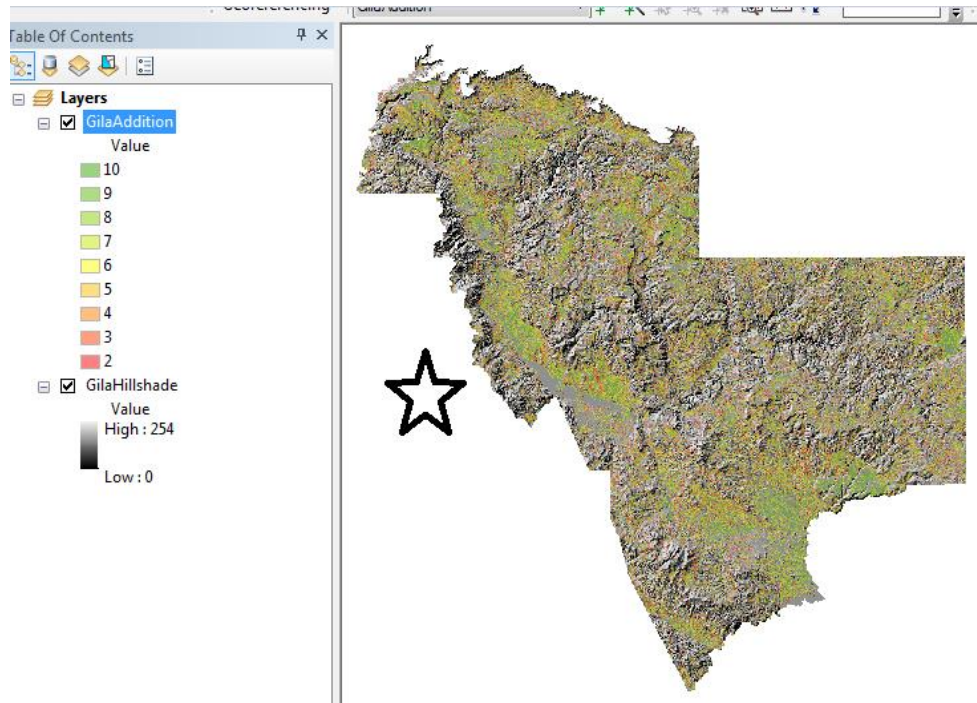 Georeferencing
GilaAddition
Table Of Contents
Layers
GilaAddition
Value
10
9
8
7
6
5
4
3
2
GilaHillshade
Value
High : 254
Low : 0